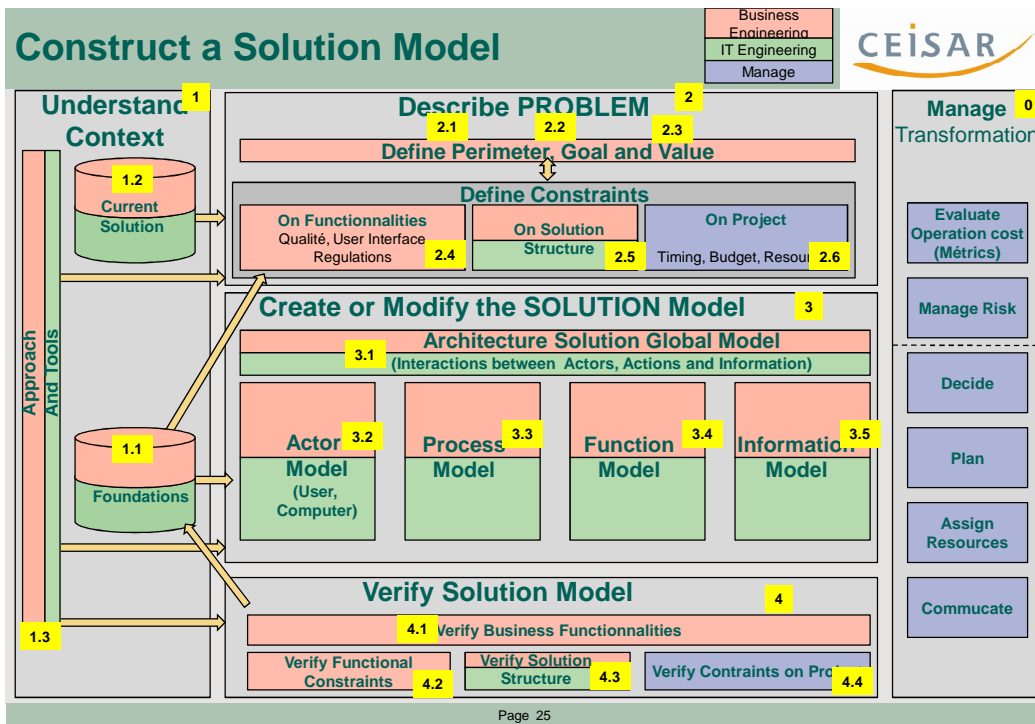 Construct a Solution Model
Business
Engineering
IT Engineering
Manage
CEISAR
Understand
Context
1
1.2
Current
Solution
Approach
And Tools
1.1
Foundations
1.3
Describe PROBLEM
2
2.1
2.2
2.3
Define Perimeter, Goal and Value
Define Constraints
On Functionnalities
Qualité, User Interface
Regulations
2.4
On Solution
Structure
2.5
On Project
Timing, Budget, Resour
2.6
Create or Modify the SOLUTION Model
3
Architecture Solution Global Model
3.1
(Interactions between Actors, Actions and Information)
Actor
Model
(User,
Computer)
3.2
Process
Model
3.3
Function
Model
3.4
Information
Model
3.5
Verify Solution Model
4
4.1
Verify Business Functionnalities
Verify Functional
Constraints
4.2
Verify Solution
Structure
4.3
Verify Contraints on Project
4.4
Manage
Transformation
0
Evaluate
Operation cost
(Métrics)
Manage Risk
Decide
Plan
Assign
Resources
Commucate
Page 25